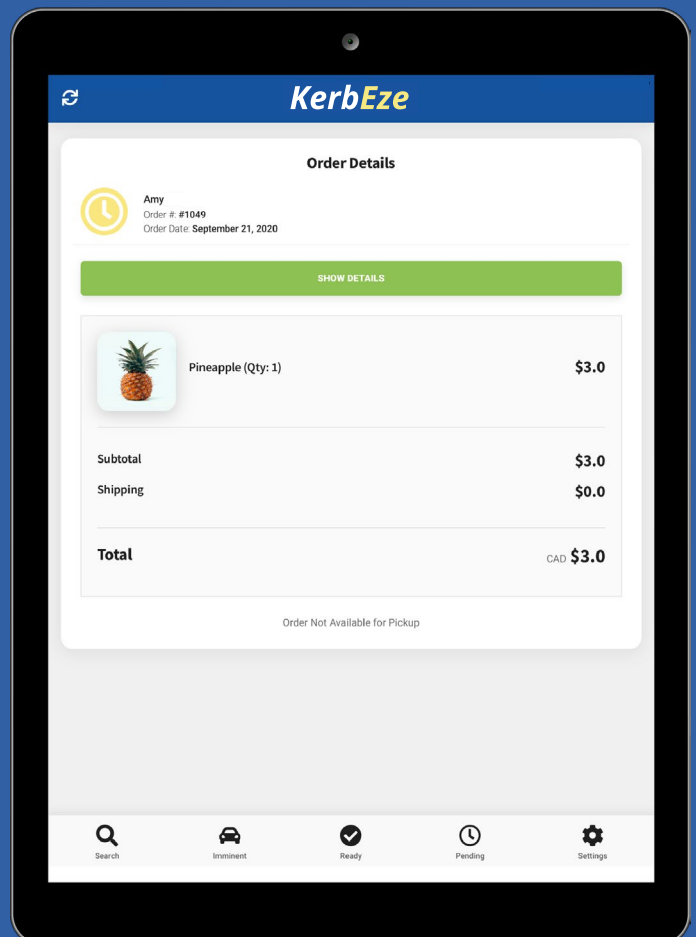 KerbEze
Order Details
Amy
Order #: #1049
Order Date: September 21, 2020
SHOW DETAILS
Pineapple (Qty: 1) $3.0
Subtotal $3.0
Shipping $0.0
Total CAD $3.0
Order Not Available for Pickup
Search Imminent Ready Pending Settings